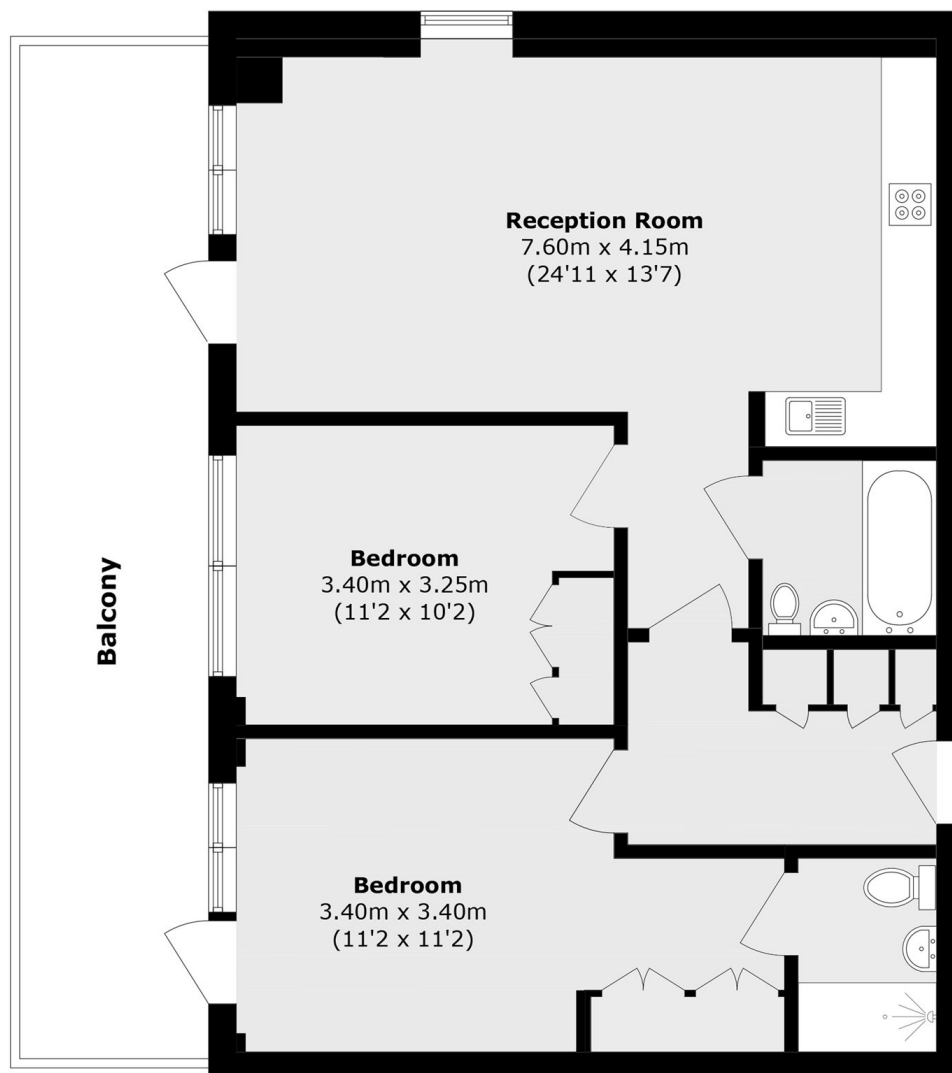 Reception Room
7.60m x 4.15m
(24'11 x 13'7)
Bedroom
3.40m x 3.25m
(11'2 x 10'2)
Balcony
Bedroom
3.40m x 3.40m
(11'2 x 11'2)